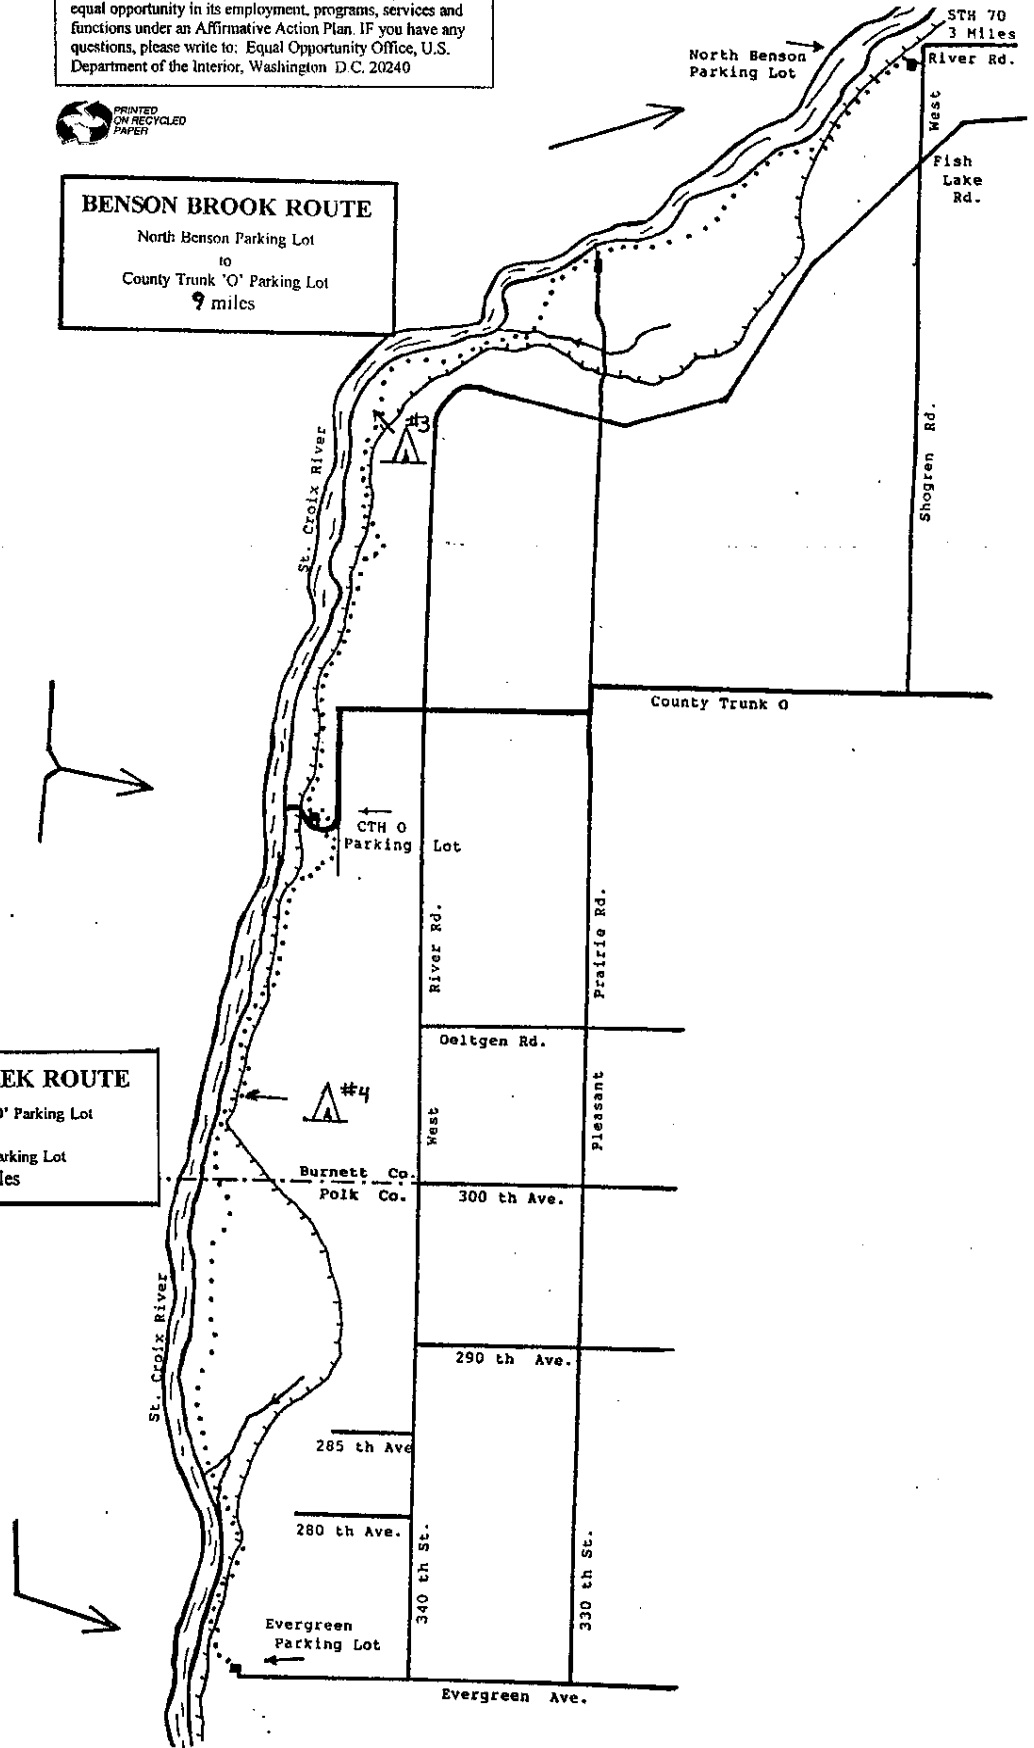 equal opportunity in its employment, programs, services and
functions under an Affirmative Action Plan. IF you have any
questions, please write to: Equal Opportunity Office, U.S.
Department of the Interior, Washington D.C. 20240
PRINTED
ON RECYCLED
PAPER
North Benson
Parking Lot
STH 70
3 Miles
River Rd.
West
Fish
Lake
Rd.
BENSON BROOK ROUTE
North Benson Parking Lot
to
County Trunk 'O' Parking Lot
9 miles
#3
St. Croix River
Shogren Rd.
County Trunk O
CTH O
Parking Lot
River Rd.
Prairie Rd.
Oeltgen Rd.
EK ROUTE
O' Parking Lot
arking Lot
les
#4
West
Pleasant
Burnett Co.
Polk Co.
300 th Ave.
St. Croix River
290 th Ave.
285 th Ave
280 th Ave.
340 th St.
330 th St.
Evergreen
Parking Lot
Evergreen Ave.